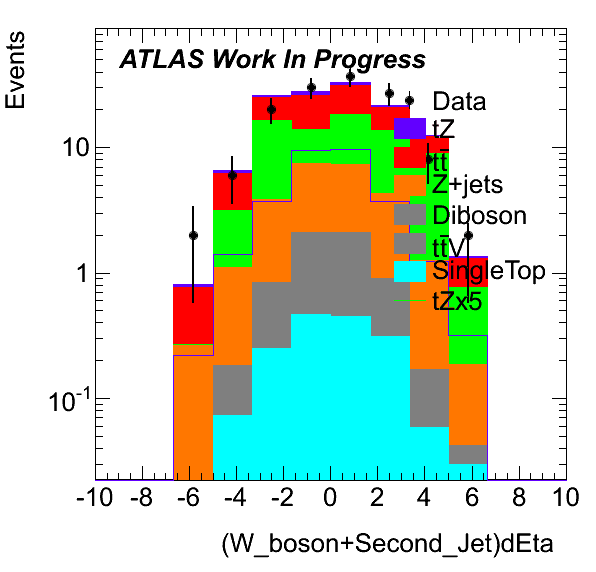 Events
ATLAS Work In Progress
Data
tZ
tt̄
Z+jets
Diboson
tt̄V
SingleTop
tZx5
10
1
10⁻¹
-10 -8 -6 -4 -2 0 2 4 6 8 10
(W_boson+Second_Jet)dEta